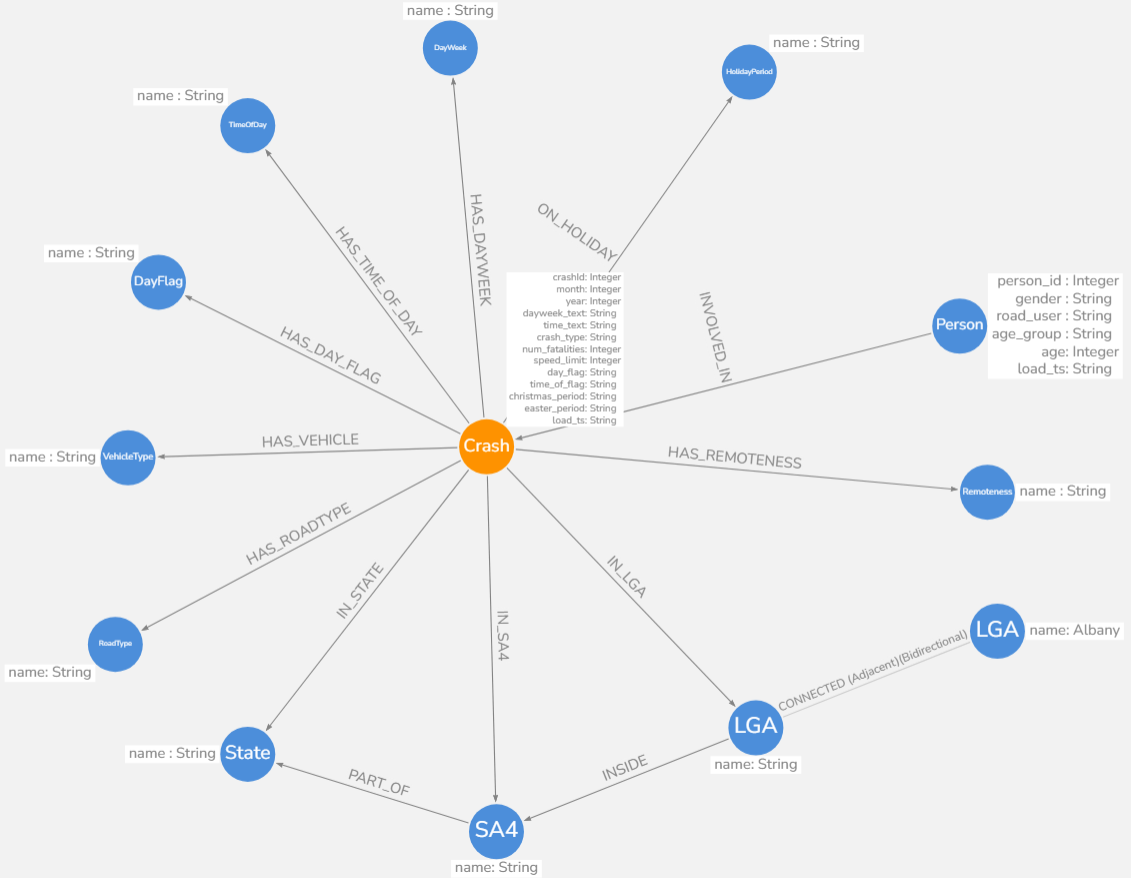 name : String
DayWeek
name : String
HolidayPeriod
name : String
TimeOfDay
HAS_DAYWEEK
ON_HOLIDAY
HAS_TIME_OF_DAY
name : String
DayFlag
HAS_DAY_FLAG
crashId: Integer
month: Integer
year: Integer
dayweek_text: String
time_text: String
crash_type: String
num_fatalities: Integer
speed_limit: Integer
day_flag: String
time_of_flag: String
christmas_period: String
easter_period: String
load_ts: String
INVOLVED_IN
Person
person_id : Integer
gender : String
road_user : String
age_group : String
age: Integer
load_ts: String
Crash
HAS_VEHICLE
name : String
VehicleType
HAS_REMOTENESS
Remoteness
name : String
HAS_ROADTYPE
RoadType
name: String
IN_STATE
IN_SA4
IN_LGA
LGA
name: Albany
CONNECTED (Adjacent)(Bidirectional)
LGA
name: String
name : String
State
PART_OF
INSIDE
SA4
name: String